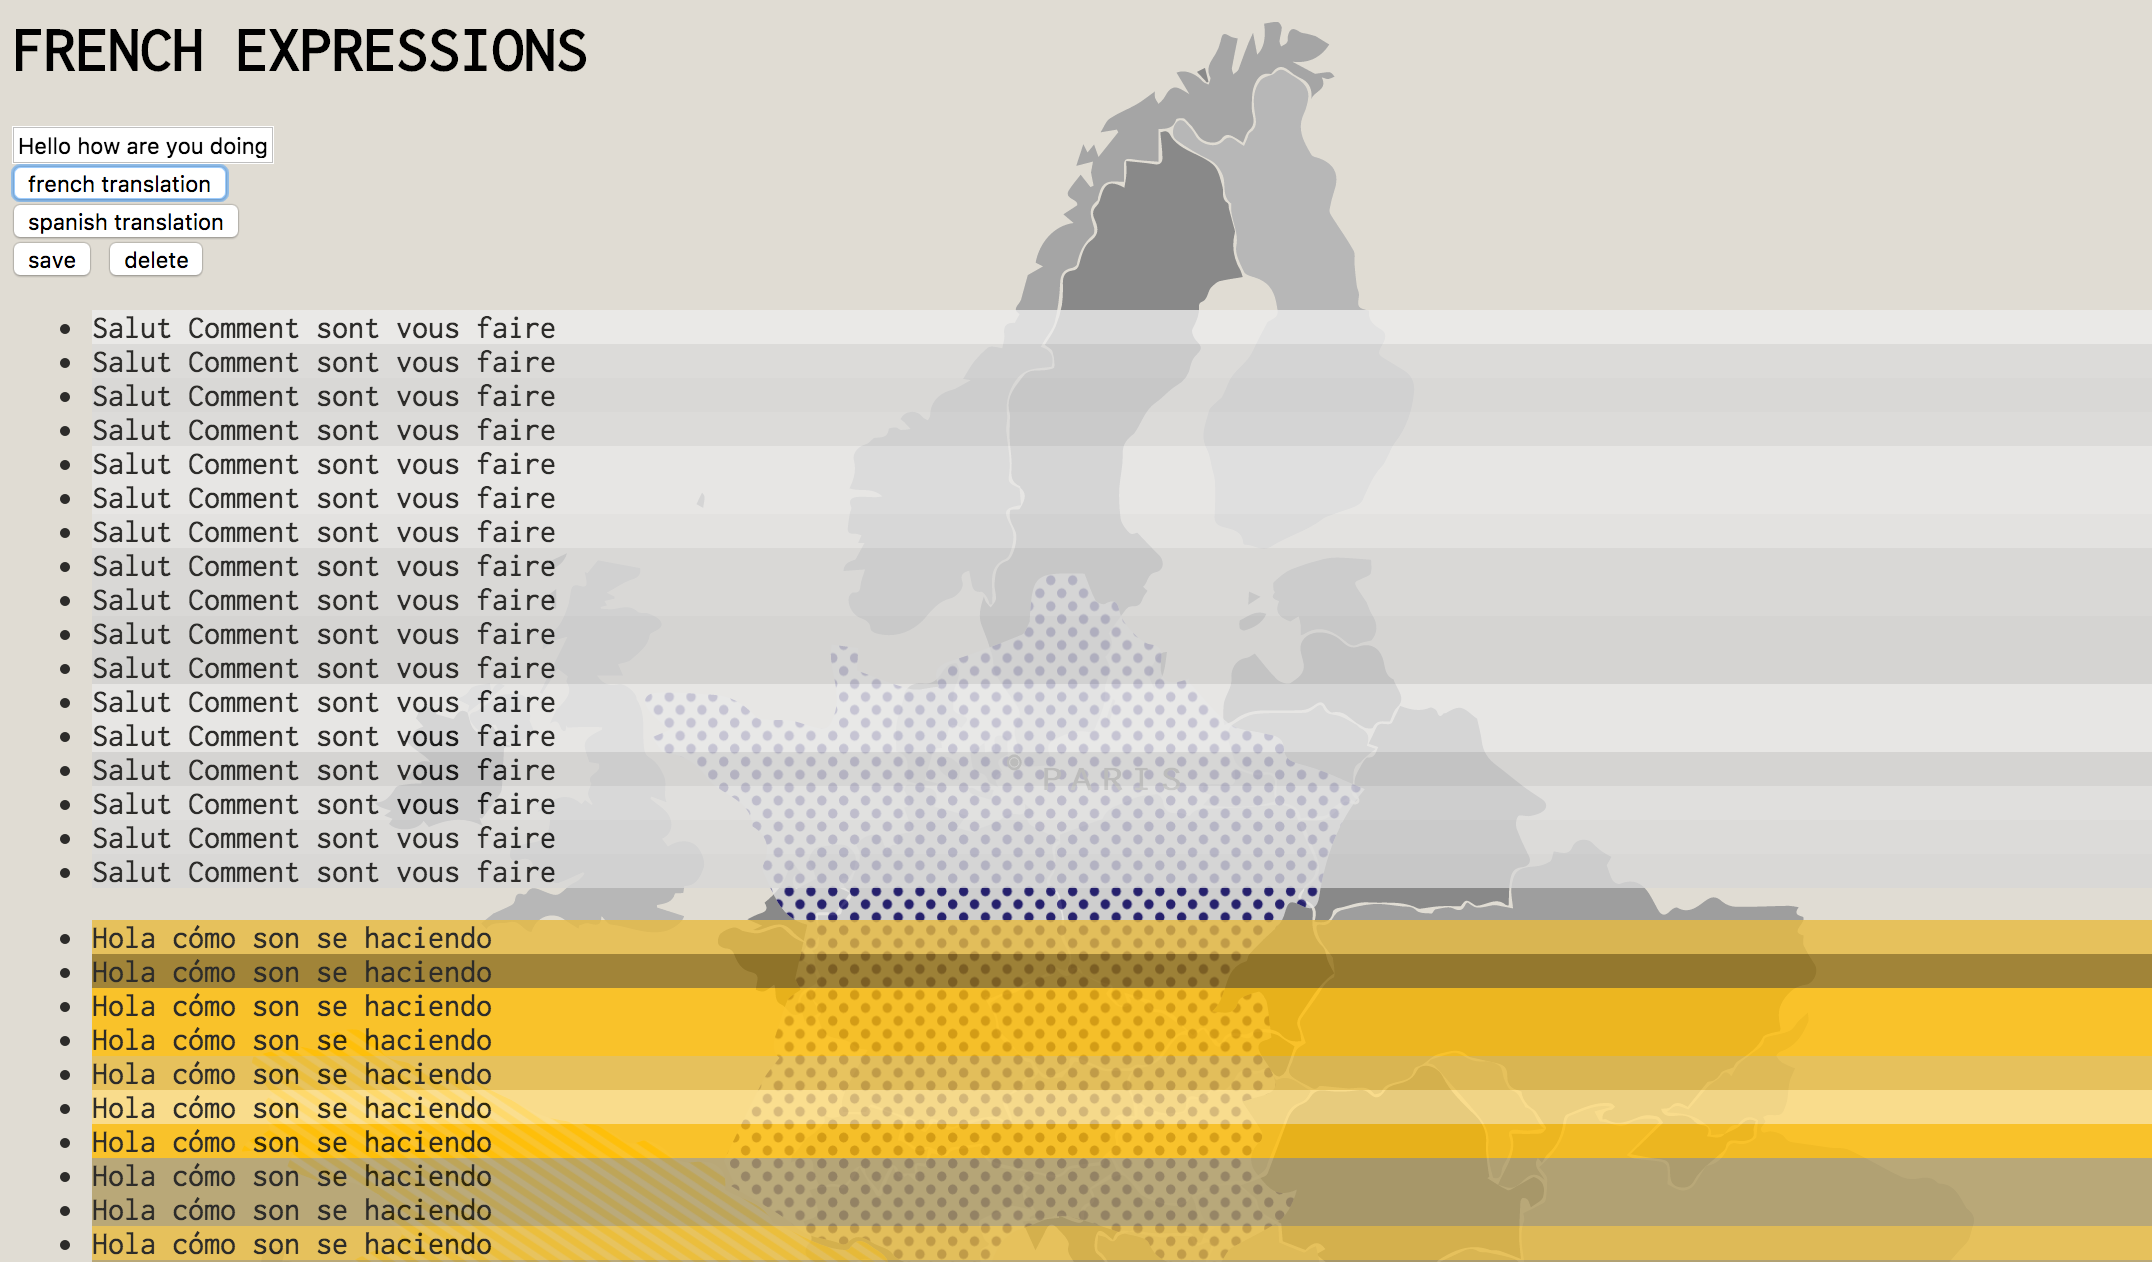 FRENCH EXPRESSIONS
Hello how are you doing
french translation
spanish translation
save delete
Salut Comment sont vous faire
Salut Comment sont vous faire
Salut Comment sont vous faire
Salut Comment sont vous faire
Salut Comment sont vous faire
Salut Comment sont vous faire
Salut Comment sont vous faire
Salut Comment sont vous faire
Salut Comment sont vous faire
Salut Comment sont vous faire
Salut Comment sont vous faire
Salut Comment sont vous faire
Salut Comment sont vous faire
Salut Comment sont vous faire
PARIS
Salut Comment sont vous faire
Salut Comment sont vous faire
Salut Comment sont vous faire
Hola cómo son se haciendo
Hola cómo son se haciendo
Hola cómo son se haciendo
Hola cómo son se haciendo
Hola cómo son se haciendo
Hola cómo son se haciendo
Hola cómo son se haciendo
Hola cómo son se haciendo
Hola cómo son se haciendo
Hola cómo son se haciendo